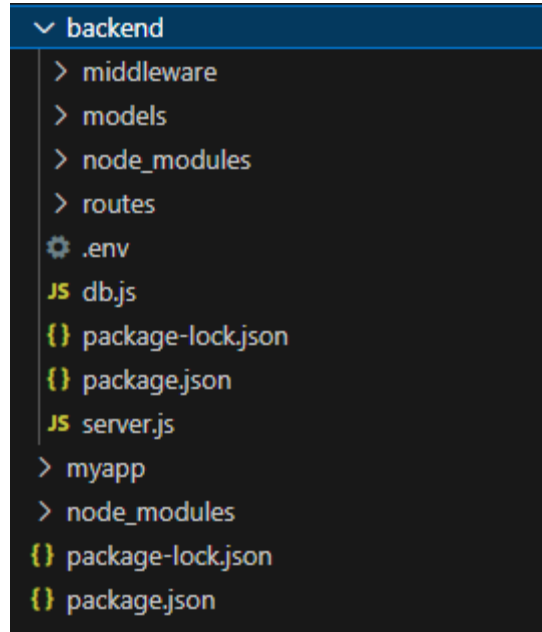 backend
middleware
models
node_modules
routes
.env
JS db.js
{} package-lock.json
{} package.json
JS server.js
myapp
node_modules
{} package-lock.json
{} package.json